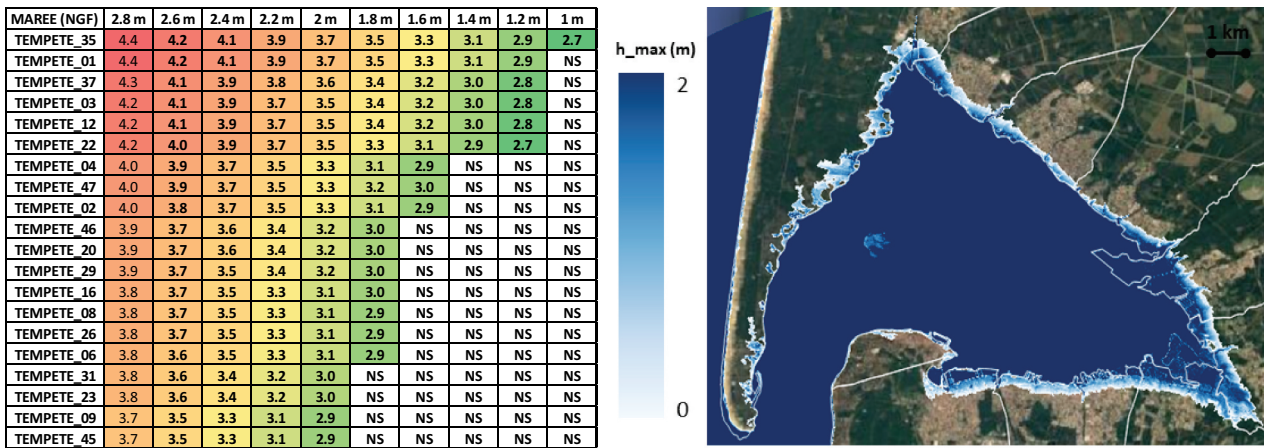 MAREE (NGF) 2.8 m 2.6 m 2.4 m 2.2 m 2 m 1.8 m 1.6 m 1.4 m 1.2 m 1 m
TEMPETE_35 4.4 4.2 4.1 3.9 3.7 3.5 3.3 3.1 2.9 2.7
TEMPETE_01 4.4 4.2 4.1 3.9 3.7 3.5 3.3 3.1 2.9 NS
TEMPETE_37 4.3 4.1 3.9 3.8 3.6 3.4 3.2 3.0 2.8 NS
TEMPETE_03 4.2 4.1 3.9 3.7 3.5 3.4 3.2 3.0 2.8 NS
TEMPETE_12 4.2 4.1 3.9 3.7 3.5 3.4 3.2 3.0 2.8 NS
TEMPETE_22 4.2 4.0 3.9 3.7 3.5 3.3 3.1 2.9 2.7 NS
TEMPETE_04 4.0 3.9 3.7 3.5 3.3 3.1 2.9 NS NS NS
TEMPETE_47 4.0 3.9 3.7 3.5 3.3 3.2 3.0 NS NS NS
TEMPETE_02 4.0 3.8 3.7 3.5 3.3 3.1 2.9 NS NS NS
TEMPETE_46 3.9 3.7 3.6 3.4 3.2 3.0 NS NS NS NS
TEMPETE_20 3.9 3.7 3.6 3.4 3.2 3.0 NS NS NS NS
TEMPETE_29 3.9 3.7 3.5 3.4 3.2 3.0 NS NS NS NS
TEMPETE_16 3.8 3.7 3.5 3.3 3.1 3.0 NS NS NS NS
TEMPETE_08 3.8 3.7 3.5 3.3 3.1 2.9 NS NS NS NS
TEMPETE_26 3.8 3.7 3.5 3.3 3.1 2.9 NS NS NS NS
TEMPETE_06 3.8 3.6 3.5 3.3 3.1 2.9 NS NS NS NS
TEMPETE_31 3.8 3.6 3.4 3.2 3.0 NS NS NS NS NS
TEMPETE_23 3.8 3.6 3.4 3.2 3.0 NS NS NS NS NS
TEMPETE_09 3.7 3.5 3.3 3.1 2.9 NS NS NS NS NS
TEMPETE_45 3.7 3.5 3.3 3.1 2.9 NS NS NS NS NS
h_max (m)
2
0
1 km